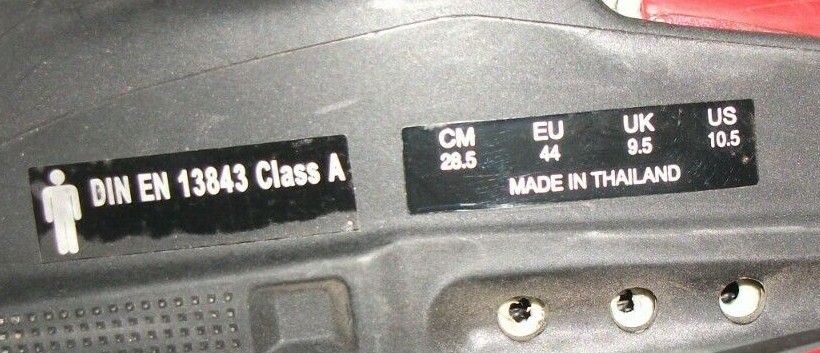 DIN EN 13843 Class A
CM EU UK US
28.5 44 9.5 10.5
MADE IN THAILAND